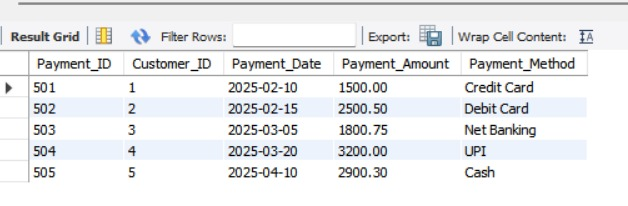 Result Grid Filter Rows: Export: Wrap Cell Content:
Payment_ID Customer_ID Payment_Date Payment_Amount Payment_Method
501 1 2025-02-10 1500.00 Credit Card
502 2 2025-02-15 2500.50 Debit Card
503 3 2025-03-05 1800.75 Net Banking
504 4 2025-03-20 3200.00 UPI
505 5 2025-04-10 2900.30 Cash